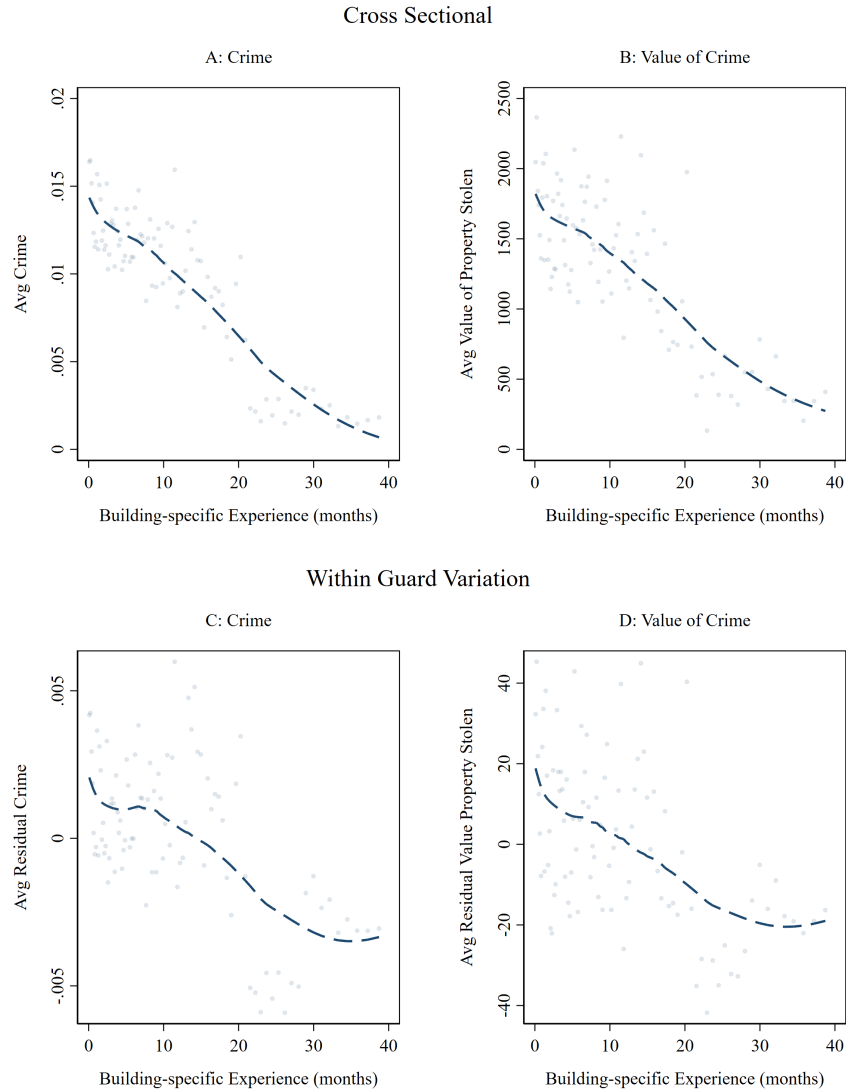 Cross Sectional
A: Crime
B: Value of Crime
Avg Crime
.02
.015
.01
.005
0
0
10
20
30
40
Building-specific Experience (months)
Avg Value of Property Stolen
2500
2000
1500
1000
500
0
0
10
20
30
40
Building-specific Experience (months)
Within Guard Variation
C: Crime
D: Value of Crime
Avg Residual Crime
.005
0
-.005
0
10
20
30
40
Building-specific Experience (months)
Avg Residual Value Property Stolen
40
20
0
-20
-40
0
10
20
30
40
Building-specific Experience (months)